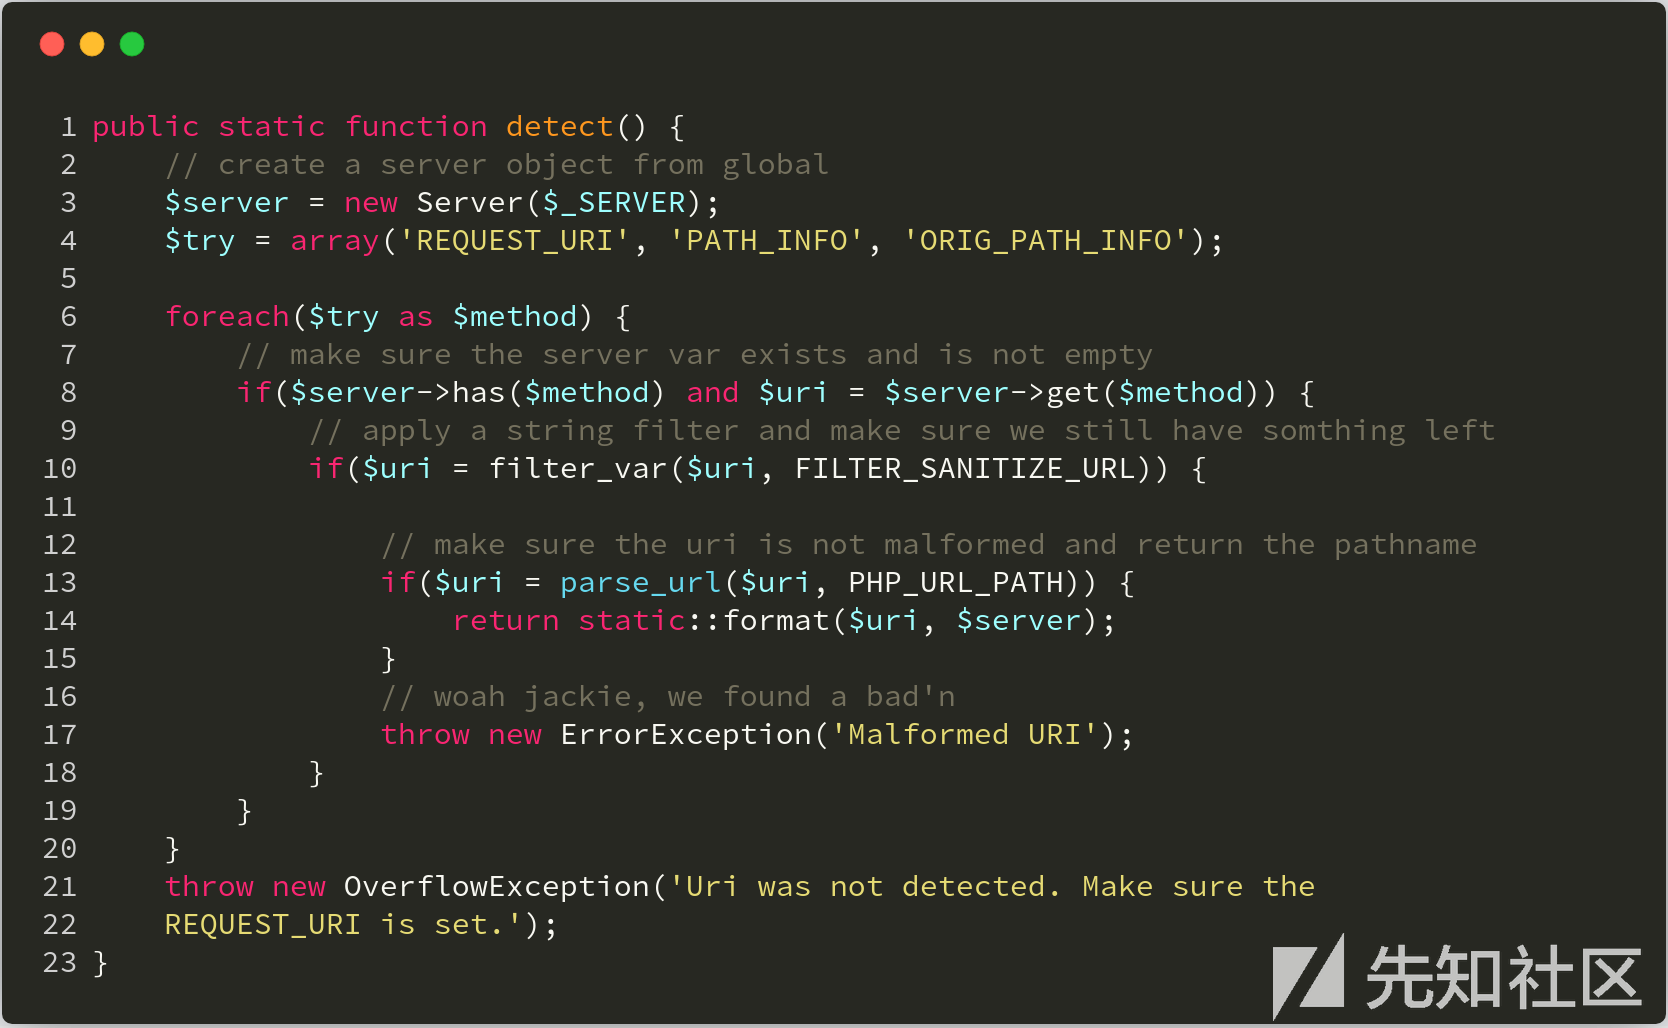 1 public static function detect() {
2 // create a server object from global
3 $server = new Server($_SERVER);
4 $try = array('REQUEST_URI', 'PATH_INFO', 'ORIG_PATH_INFO');
5
6 foreach($try as $method) {
7 // make sure the server var exists and is not empty
8 if($server->has($method) and $uri = $server->get($method)) {
9 // apply a string filter and make sure we still have somthing left
10 if($uri = filter_var($uri, FILTER_SANITIZE_URL)) {
11
12 // make sure the uri is not malformed and return the pathname
13 if($uri = parse_url($uri, PHP_URL_PATH)) {
14 return static::format($uri, $server);
15 }
16 // woah jackie, we found a bad'n
17 throw new ErrorException('Malformed URI');
18 }
19 }
20 }
21 throw new OverflowException('Uri was not detected. Make sure the
22 REQUEST_URI is set.');
23 }
先知社区